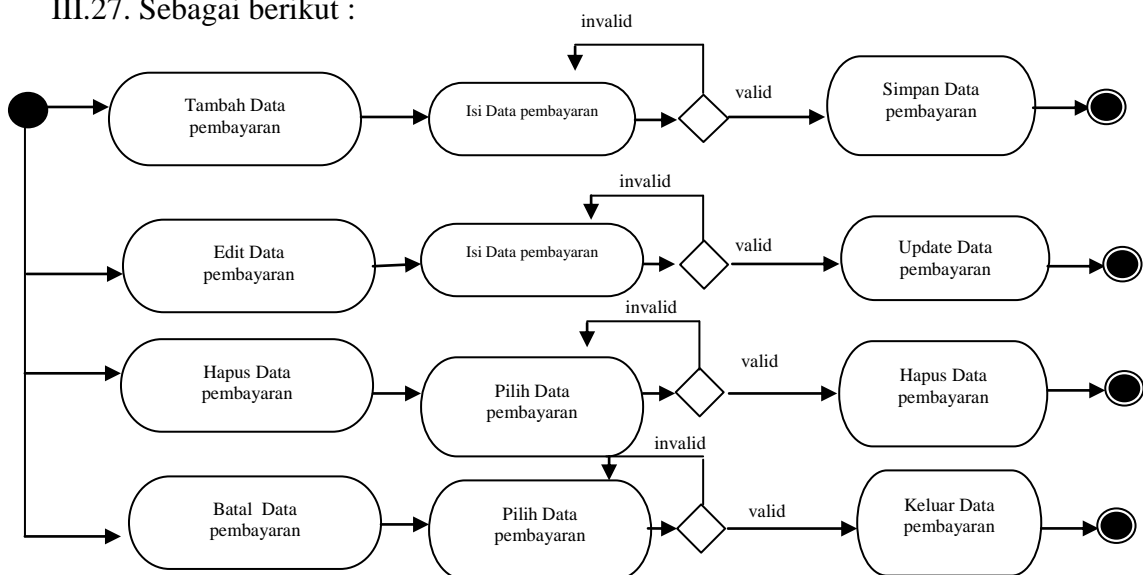 III.27. Sebagai berikut :
invalid
Tambah Data
pembayaran
Isi Data pembayaran
valid
Simpan Data
pembayaran
invalid
Edit Data
pembayaran
Isi Data pembayaran
valid
Update Data
pembayaran
invalid
Hapus Data
pembayaran
Pilih Data
pembayaran
valid
Hapus Data
pembayaran
invalid
Batal Data
pembayaran
Pilih Data
pembayaran
valid
Keluar Data
pembayaran